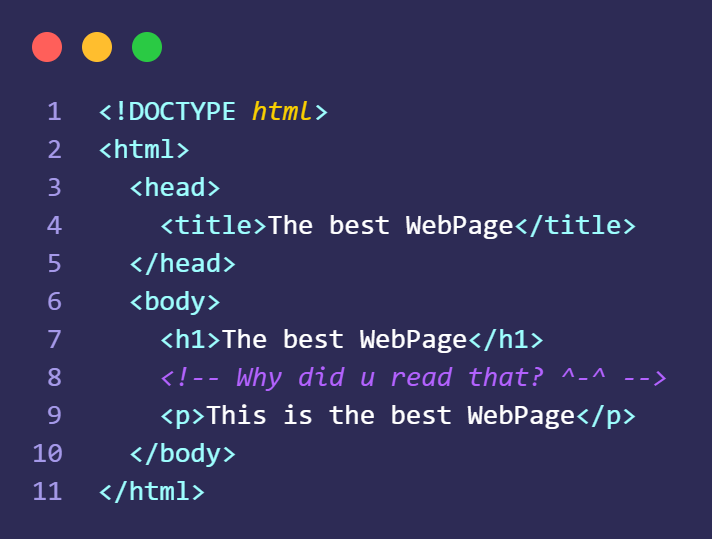 1 <!DOCTYPE html>
2 <html>
3   <head>
4     <title>The best WebPage</title>
5   </head>
6   <body>
7     <h1>The best WebPage</h1>
8     <!-- Why did u read that? ^-^ -->
9     <p>This is the best WebPage</p>
10   </body>
11 </html>